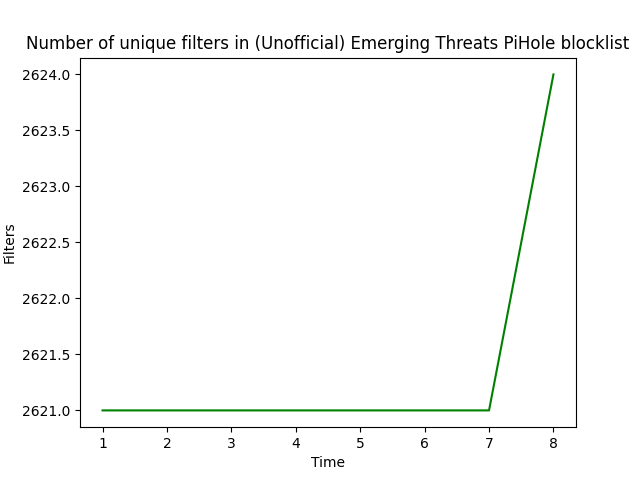 Number of unique filters in (Unofficial) Emerging Threats PiHole blocklist
2624.0
2623.5
2623.0
2622.5
2622.0
2621.5
2621.0
Filters
1 2 3 4 5 6 7 8
Time